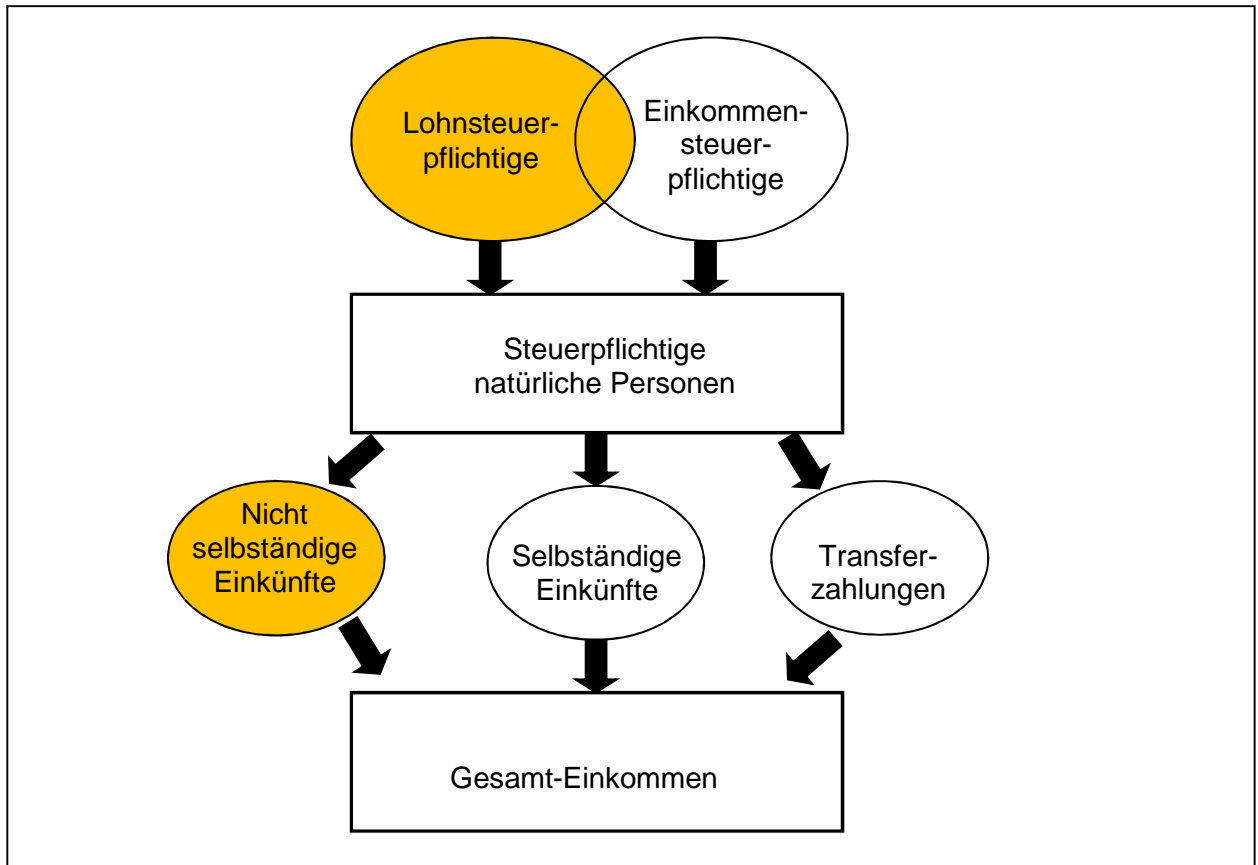 Lohnsteuer-
pflichtige
Einkommen-
steuer-
pflichtige
Steuerpflichtige
natürliche Personen
Nicht
selbständige
Einkünfte
Selbständige
Einkünfte
Transfer-
zahlungen
Gesamt-Einkommen